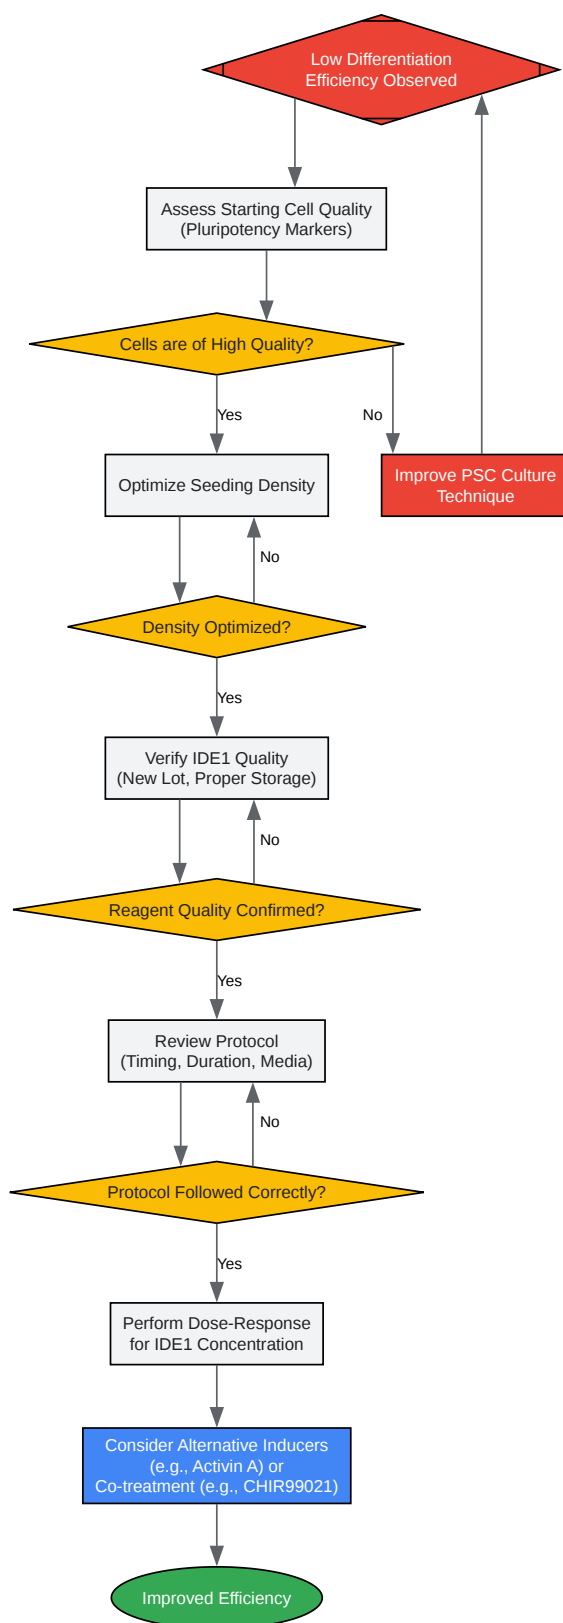 Low Differentiation
Efficiency Observed
Assess Starting Cell Quality
(Pluripotency Markers)
Cells are of High Quality?
Yes
No
Optimize Seeding Density
Improve PSC Culture
Technique
No
Density Optimized?
Yes
Verify IDE1 Quality
(New Lot, Proper Storage)
No
Reagent Quality Confirmed?
Yes
Review Protocol
(Timing, Duration, Media)
No
Protocol Followed Correctly?
Yes
Perform Dose-Response
for IDE1 Concentration
Consider Alternative Inducers
(e.g., Activin A) or
Co-treatment (e.g., CHIR99021)
Improved Efficiency